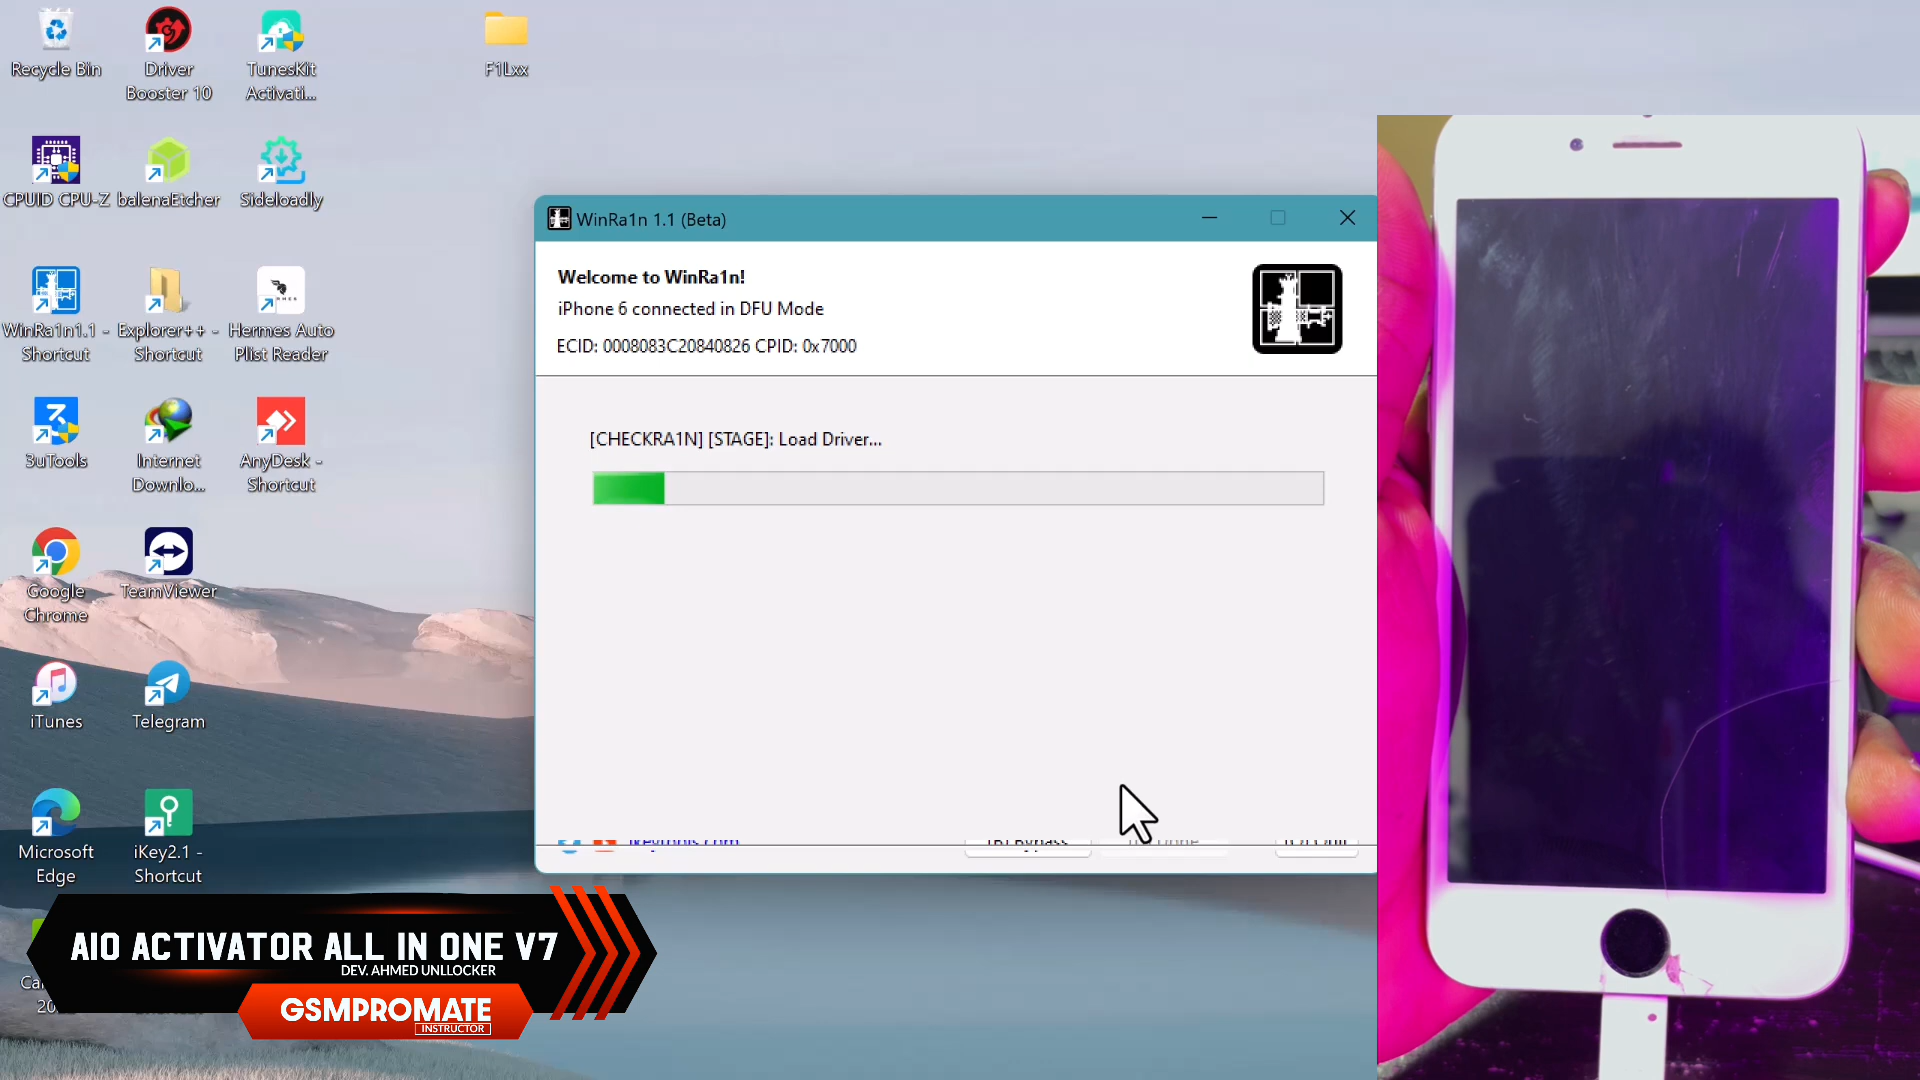 Recycle Bin
Driver
Booster 10
TunesKit
Activati...
F1Lxx
CPUID CPU-Z
balenaEtcher
Sideloadly
WinRa1n1.1 -
Shortcut
Explorer++ -
Shortcut
Hermes Auto
Plist Reader
3uTools
Internet
Downlo...
AnyDesk -
Shortcut
Google
Chrome
TeamViewer
iTunes
Telegram
Microsoft
Edge
iKey2.1 -
Shortcut
WinRa1n 1.1 (Beta)
Welcome to WinRa1n!
iPhone 6 connected in DFU Mode
ECID: 0008083C20840826 CPID: 0x7000
[CHECKRA1N] [STAGE]: Load Driver...
ikeytools.com
AIO ACTIVATOR ALL IN ONE V7
DEV. AHMED UNLLOCKER
GSMPROMATE
INSTRUCTOR